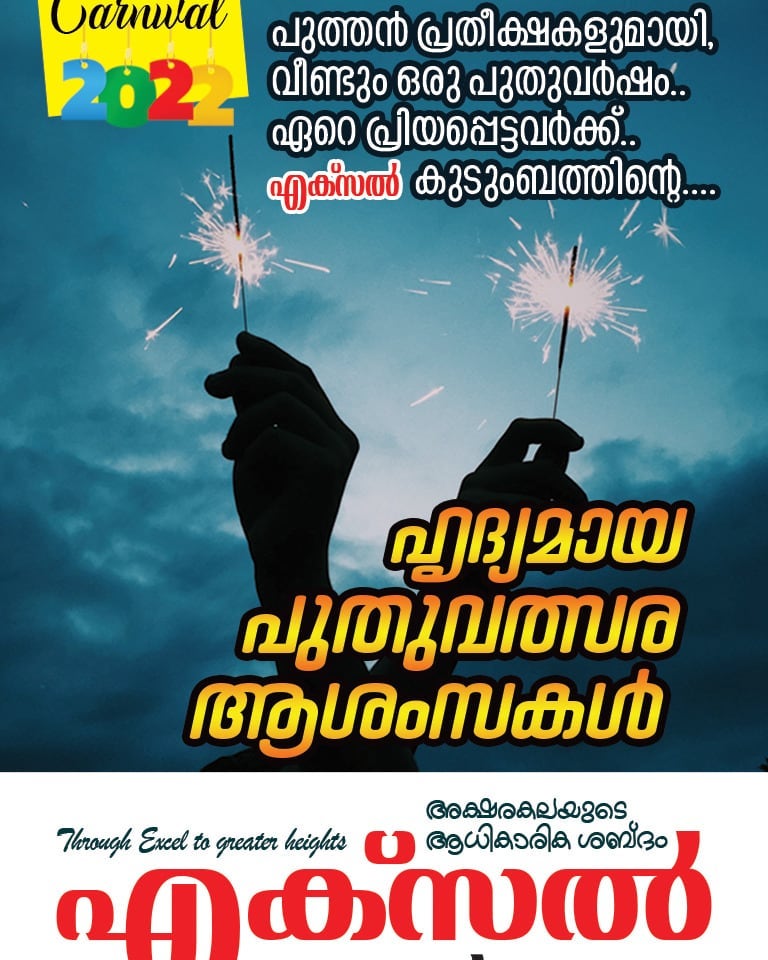 Carnival
2022
പുത്തൻ പ്രതീക്ഷകളുമായി,
വീണ്ടും ഒരു പുതുവർഷം..
ഏറെ പ്രിയപ്പെട്ടവർക്ക്..
എക്സൽ കുടുംബത്തിന്റെ....
ഹൃദ്യമായ
പുതുവത്സര
ആശംസകൾ
അക്ഷരകലയുടെ
Through Excel to greater heights ആധികാരിക ശബ്ദം
എക്സൽ